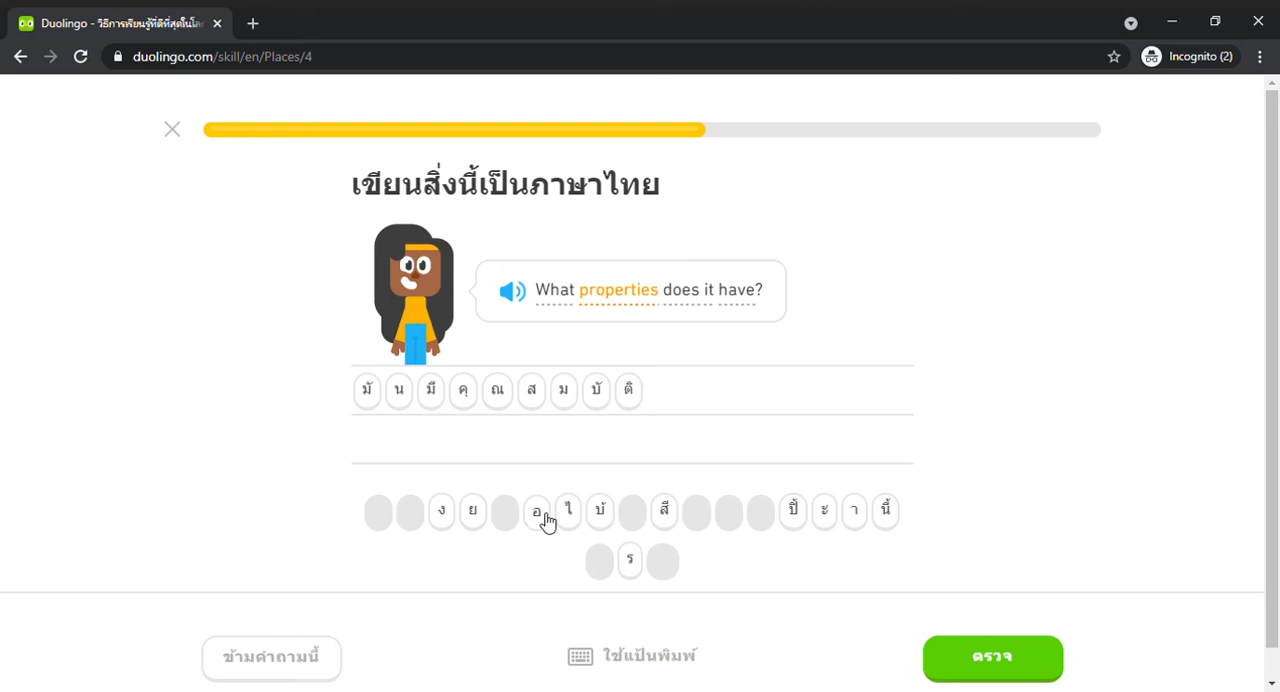 Duolingo - วิธีการเรียนรู้ที่ดีที่สุดในโล
duolingo.com/skill/en/Places/4
Incognito (2)
เขียนสิ่งนี้เป็นภาษาไทย
What properties does it have?
มั น มี คุ ณ ส ม บั ติ
ง ย อ ไ บ้ สี ปี้ ะ า นี้
ร
ข้ามคำถามนี้ ใช้แป้นพิมพ์ ตรวจ